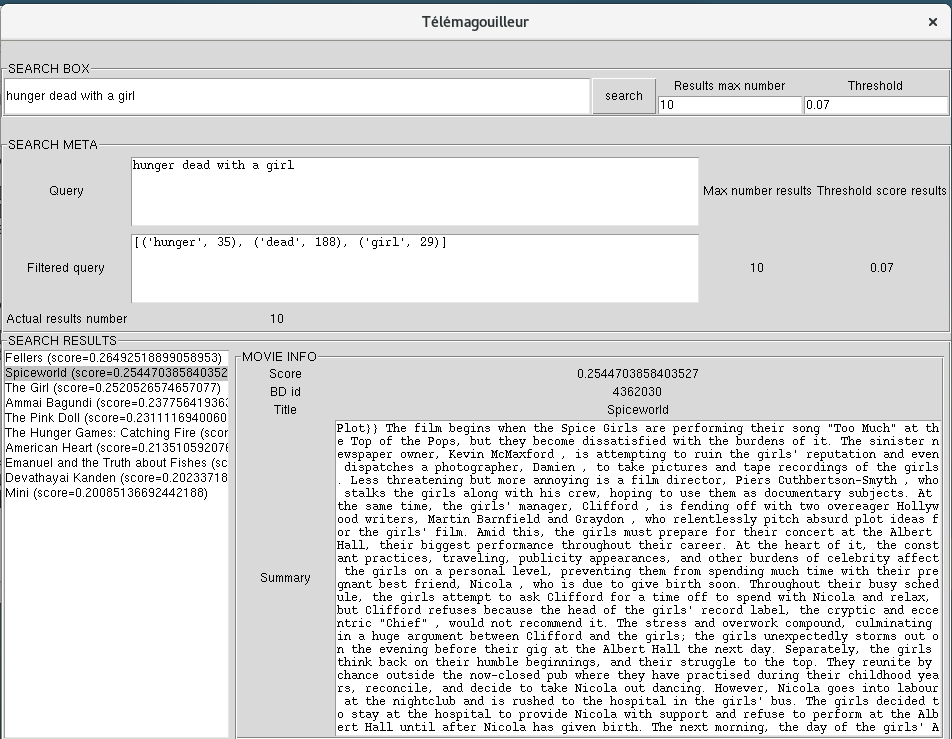 Télémagouilleur
SEARCH BOX
hunger dead with a girl
search
Results max number
Threshold
10
0.07
SEARCH META
Query
hunger dead with a girl
Max number results
Threshold score results
Filtered query
[('hunger', 35), ('dead', 188), ('girl', 29)]
10
0.07
Actual results number
10
SEARCH RESULTS
Fellers (score=0.26492518899058953)
Spiceworld (score=0.254470385840352
The Girl (score=0.2520526574657077)
Ammai Bagundi (score=0.237756419363
The Pink Doll (score=0.2311116940060
The Hunger Games: Catching Fire (scor
American Heart (score=0.213510592076
Emanuel and the Truth about Fishes (sc
Devathayai Kanden (score=0.20233718
Mini (score=0.20085136692442188)
MOVIE INFO
Score
0.2544703858403527
BD id
4362030
Title
Spiceworld
Summary
Plot}} The film begins when the Spice Girls are performing their song "Too Much" at th
e Top of the Pops, but they become dissatisfied with the burdens of it. The sinister n
ewspaper owner, Kevin McMaxford , is attempting to ruin the girls' reputation and even
 dispatches a photographer, Damien , to take pictures and tape recordings of the girls
. Less threatening but more annoying is a film director, Piers Cuthbertson-Smyth , who
 stalks the girls along with his crew, hoping to use them as documentary subjects. At
the same time, the girls' manager, Clifford , is fending off with two overeager Hollyw
ood writers, Martin Barnfield and Graydon , who relentlessly pitch absurd plot ideas f
or the girls' film. Amid this, the girls must prepare for their concert at the Albert
Hall, their biggest performance throughout their career. At the heart of it, the const
ant practices, traveling, publicity appearances, and other burdens of celebrity affect
 the girls on a personal level, preventing them from spending much time with their pre
gnant best friend, Nicola , who is due to give birth soon. Throughout their busy sched
ule, the girls attempt to ask Clifford for a time off to spend with Nicola and relax,
but Clifford refuses because the head of the girls' record label, the cryptic and ecce
ntric "Chief" , would not recommend it. The stress and overwork compound, culminating
in a huge argument between Clifford and the girls; the girls unexpectedly storms out o
n the evening before their gig at the Albert Hall the next day. Separately, the girls
think back on their humble beginnings, and their struggle to the top. They reunite by
chance outside the now-closed pub where they have practised during their childhood yea
rs, reconcile, and decide to take Nicola out dancing. However, Nicola goes into labour
 at the nightclub and is rushed to the hospital in the girls' bus. The girls decided t
o stay at the hospital to provide Nicola with support and refuse to perform at the Alb
ert Hall until after Nicola has given birth. The next morning, the day of the girls' A